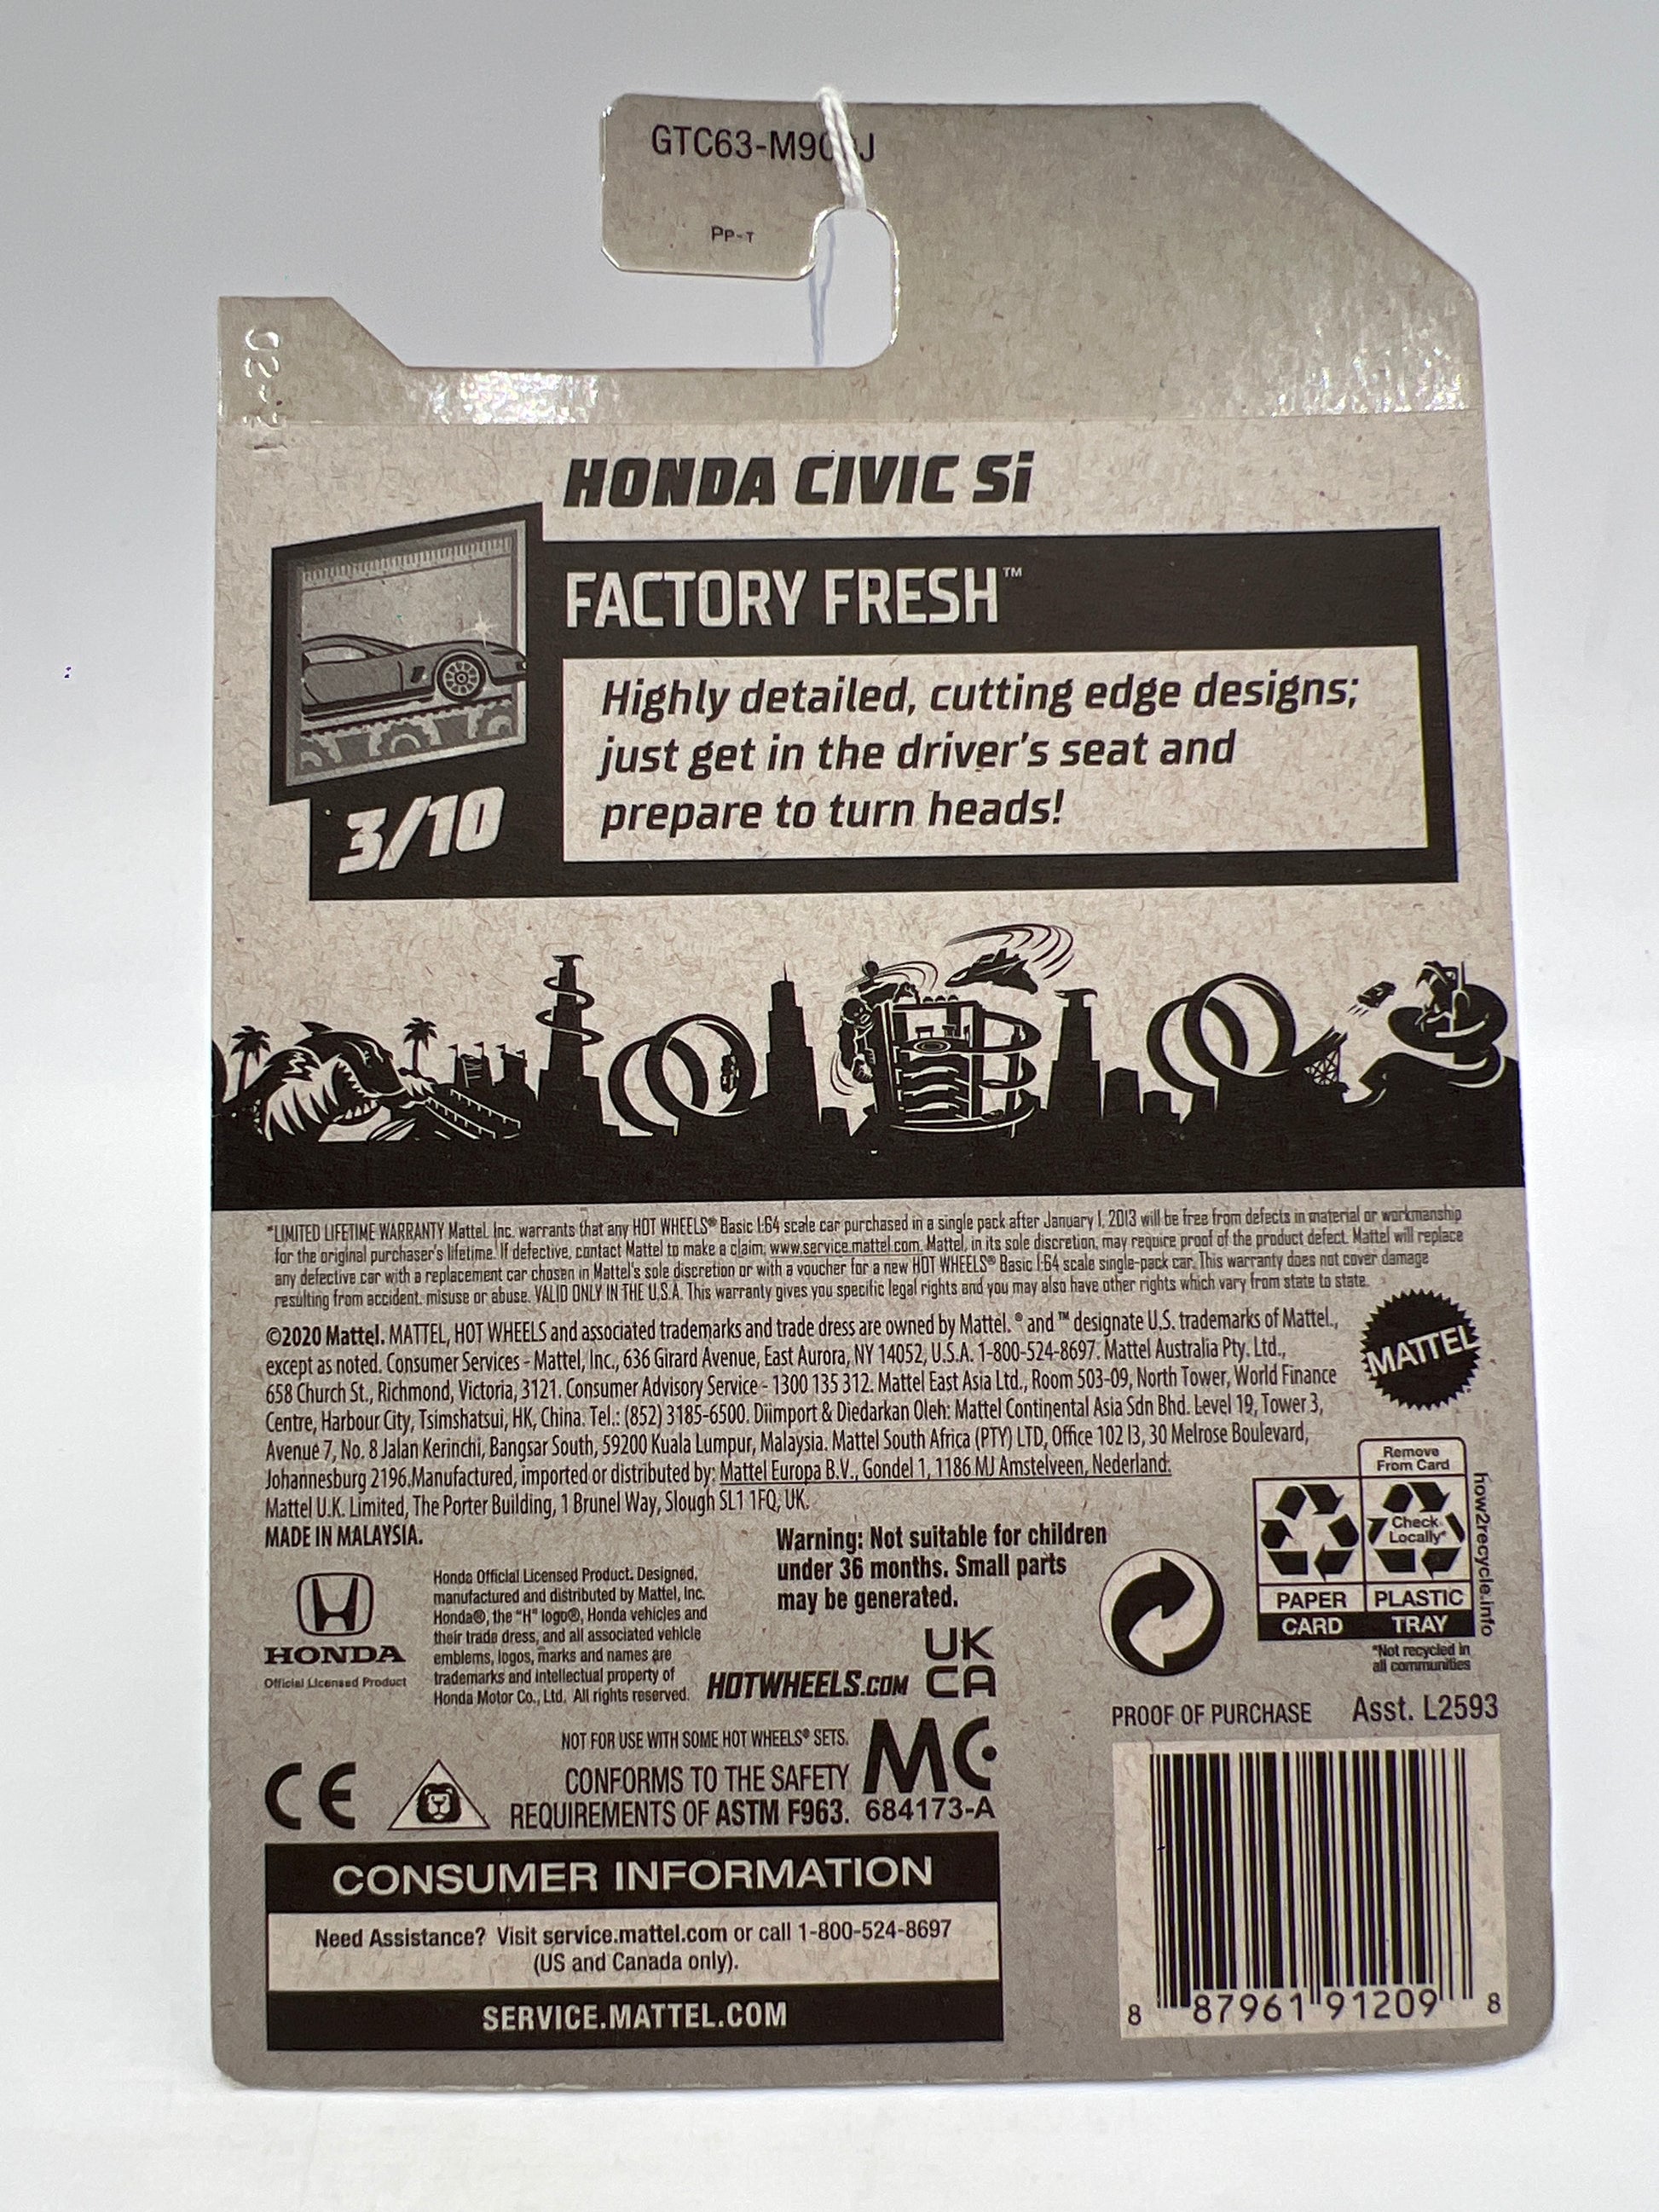 PP-T
HONDA CIVIC Si
FACTORY FRESH™
Highly detailed, cutting edge designs;
just get in the driver's seat and
prepare to turn heads!
3/10
*LIMITED LIFETIME WARRANTY Mattel, Inc. warrants that any HOT WHEELS® Basic 1:64 scale car purchased in a single pack after January 1, 2013 will be free from defects in material or workmanship
for the original purchaser's lifetime. If defective, contact Mattel to make a claim; www.service.mattel.com. Mattel, in its sole discretion, may require proof of the product defect. Mattel will replace
any defective car with a replacement car chosen in Mattel's sole discretion or with a voucher for a new HOT WHEELS® Basic 1:64 scale single-pack car. This warranty does not cover damage
resulting from accident, misuse or abuse. VALID ONLY IN THE U.S.A. This warranty gives you specific legal rights and you may also have other rights which vary from state to state.
©2020 Mattel. MATTEL, HOT WHEELS and associated trademarks and trade dress are owned by Mattel. ® and ™ designate U.S. trademarks of Mattel.,
except as noted. Consumer Services - Mattel, Inc., 636 Girard Avenue, East Aurora, NY 14052, U.S.A. 1-800-524-8697. Mattel Australia Pty. Ltd.,
658 Church St., Richmond, Victoria, 3121. Consumer Advisory Service - 1300 135 312. Mattel East Asia Ltd., Room 503-09, North Tower, World Finance
Centre, Harbour City, Tsimshatsui, HK, China. Tel.: (852) 3185-6500. Diimport & Diedarkan Oleh: Mattel Continental Asia Sdn Bhd. Level 19, Tower 3,
Avenue 7, No. 8 Jalan Kerinchi, Bangsar South, 59200 Kuala Lumpur, Malaysia. Mattel South Africa (PTY) LTD, Office 102 I3, 30 Melrose Boulevard,
Johannesburg 2196.Manufactured, imported or distributed by: Mattel Europa B.V., Gondel 1, 1186 MJ Amstelveen, Nederland.
Mattel U.K. Limited, The Porter Building, 1 Brunel Way, Slough SL1 1FQ, UK.
MADE IN MALAYSIA.
MATTEL
Remove
From Card
Check
Locally*
PAPER
PLASTIC
CARD
TRAY
how2recycle.info
*Not recycled in
all communities
Warning: Not suitable for children
under 36 months. Small parts
may be generated.
HONDA
Official Licensed Product
Honda Official Licensed Product. Designed,
manufactured and distributed by Mattel, Inc.
Honda®, the "H" logo®, Honda vehicles and
their trade dress, and all associated vehicle
emblems, logos, marks and names are
trademarks and intellectual property of
Honda Motor Co., Ltd. All rights reserved.
HOTWHEELS.COM
UK
CA
PROOF OF PURCHASE
Asst. L2593
NOT FOR USE WITH SOME HOT WHEELS® SETS.
CONFORMS TO THE SAFETY
REQUIREMENTS OF ASTM F963.
CE
MC
684173-A
CONSUMER INFORMATION
Need Assistance? Visit service.mattel.com or call 1-800-524-8697
(US and Canada only).
SERVICE.MATTEL.COM
8 87961 91209 8